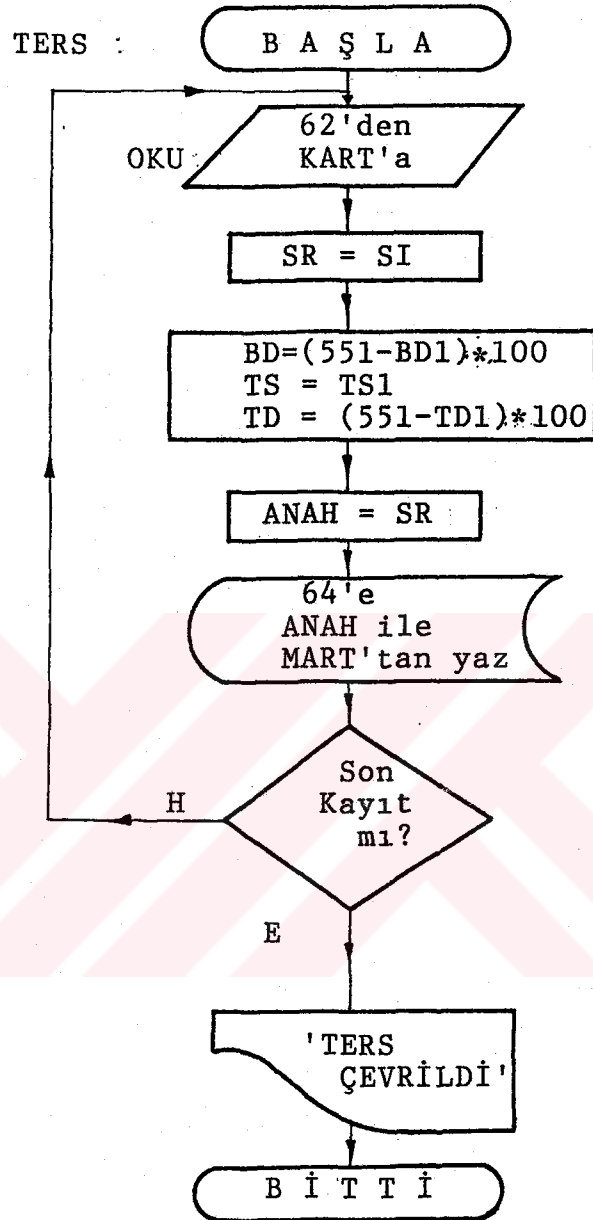 TERS :
B A Ş L A
OKU :
62'den
KART'a
SR = SI
BD=(551-BD1)*100
TS = TS1
TD = (551-TD1)*100
ANAH = SR
64'e
ANAH ile
MART'tan yaz
Son
Kayıt
mı?
H
E
'TERS
ÇEVRİLDİ'
B İ T T İ